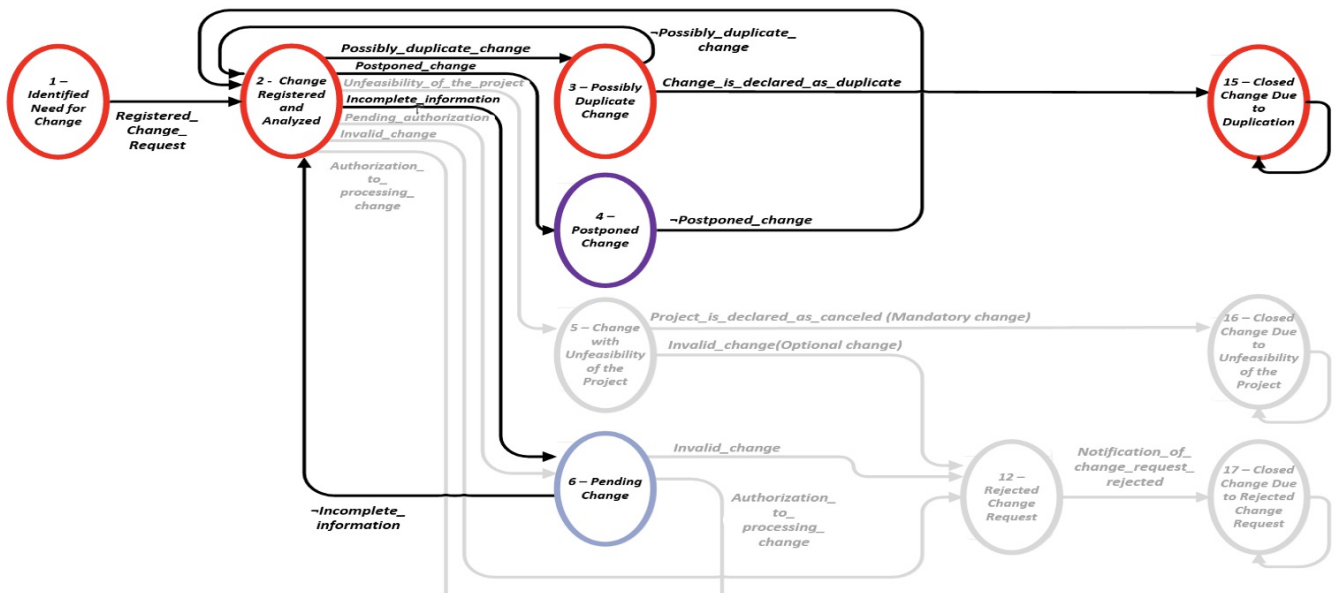 1 –
Identified
Need for
Change
Registered_
Change_
Request
2 - Change
Registered
and
Analyzed
Possibly_duplicate_change
Postponed_change
Unfeasibility_of_the_project
Incomplete_information
Pending_authorization
Invalid_change
Authorization_
to_
processing_
change
¬Possibly_duplicate_
change
3 – Possibly
Duplicate
Change
Change_is_declared_as_duplicate
15 – Closed
Change Due
to
Duplication
4 –
Postponed
Change
¬Postponed_change
5 – Change
with
Unfeasibility
of the
Project
Project_is_declared_as_canceled (Mandatory change)
Invalid_change(Optional change)
16 – Closed
Change Due
to
Unfeasibility
of the
Project
6 – Pending
Change
¬Incomplete_
information
Invalid_change
Authorization_
to_
processing_
change
12 –
Rejected
Change
Request
Notification_of_
change_request_
rejected
17 – Closed
Change Due
to Rejected
Change
Request